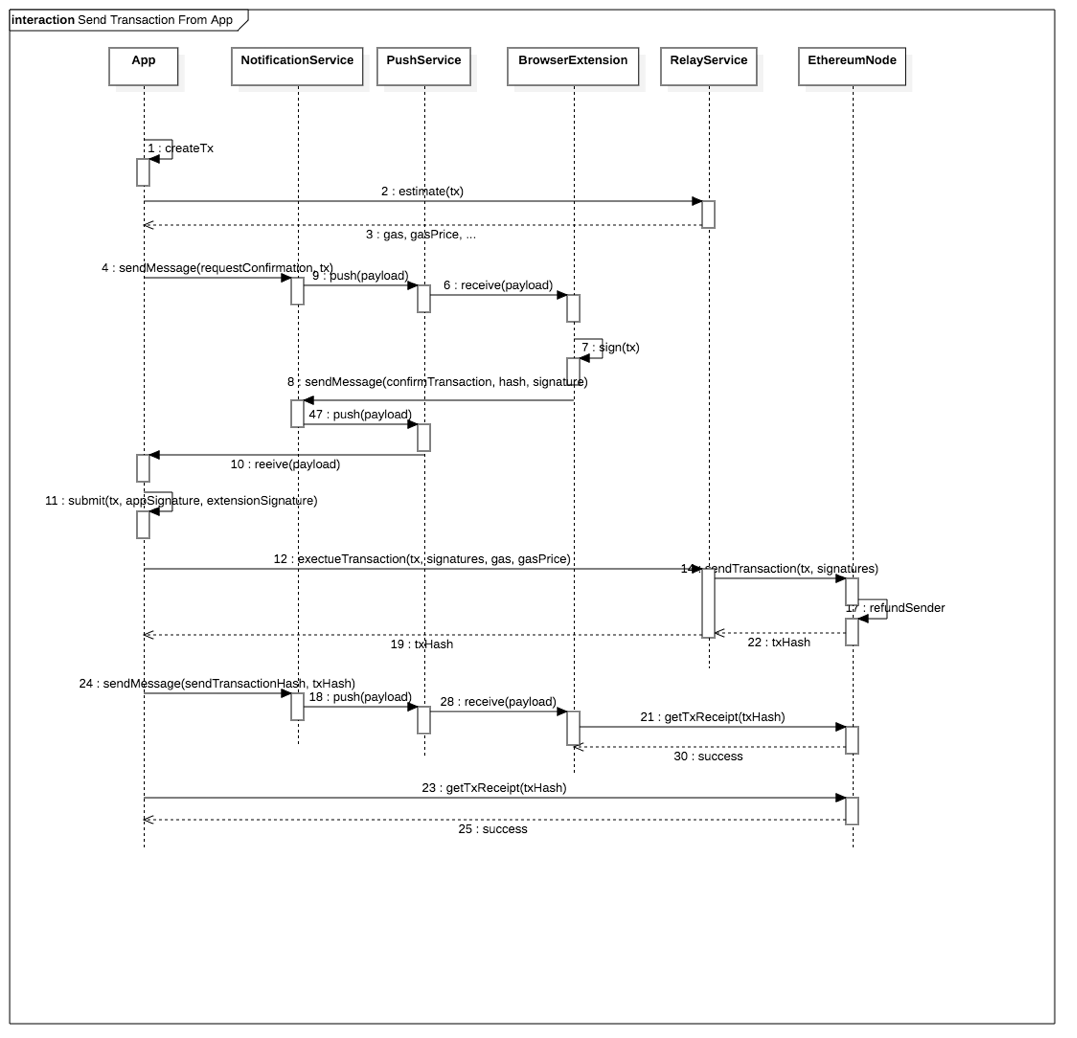 interaction Send Transaction From App
App
NotificationService
PushService
BrowserExtension
RelayService
EthereumNode
1 : createTx
2 : estimate(tx)
3 : gas, gasPrice, ...
4 : sendMessage(requestConfirmation, tx)
9 : push(payload)
6 : receive(payload)
7 : sign(tx)
8 : sendMessage(confirmTransaction, hash, signature)
47 : push(payload)
10 : reeive(payload)
11 : submit(tx, appSignature, extensionSignature)
12 : exectueTransaction(tx, signatures, gas, gasPrice)
14 : sendTransaction(tx, signatures)
17 : refundSender
19 : txHash
22 : txHash
24 : sendMessage(sendTransactionHash, txHash)
18 : push(payload)
28 : receive(payload)
21 : getTxReceipt(txHash)
30 : success
23 : getTxReceipt(txHash)
25 : success